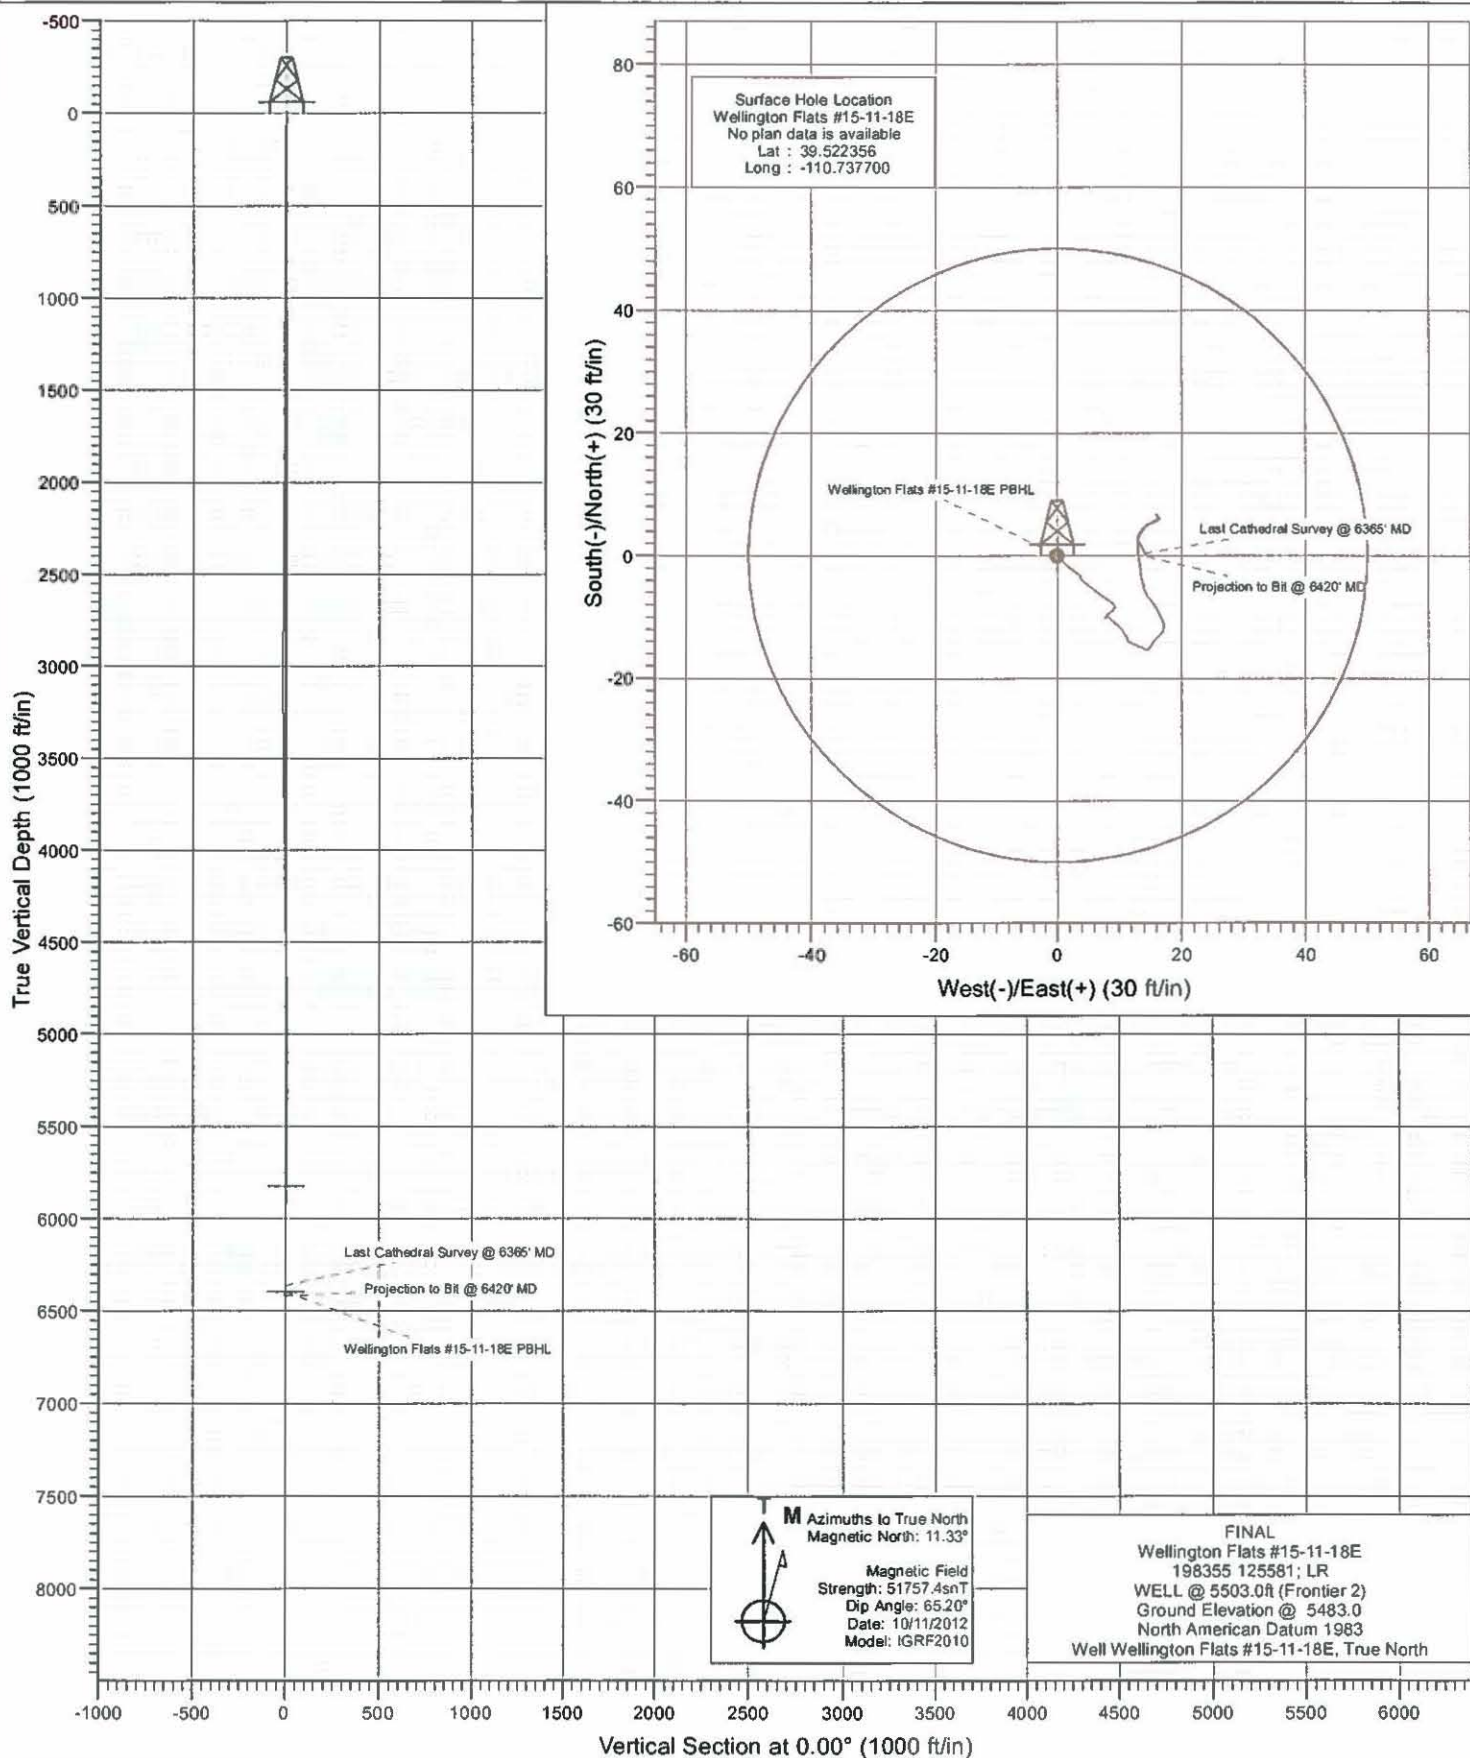 -500
0
500
1000
1500
2000
2500
3000
3500
4000
4500
5000
5500
6000
6500
7000
7500
8000
True Vertical Depth (1000 ft/in)
-1000 -500 0 500 1000 1500 2000 2500 3000 3500 4000 4500 5000 5500 6000
Vertical Section at 0.00° (1000 ft/in)
Last Cathedral Survey @ 6365' MD
Projection to Bit @ 6420' MD
Wellington Flats #15-11-18E PBHL
Surface Hole Location
Wellington Flats #15-11-18E
No plan data is available
Lat : 39.522356
Long : -110.737700
80
60
40
20
0
-20
-40
-60
South(-)/North(+) (30 ft/in)
Wellington Flats #15-11-18E PBHL
Last Cathedral Survey @ 6365' MD
Projection to Bit @ 6420' MD
-60 -40 -20 0 20 40 60
West(-)/East(+) (30 ft/in)
T
M
Azimuths to True North
Magnetic North: 11.33°
Magnetic Field
Strength: 51757.4snT
Dip Angle: 65.20°
Date: 10/11/2012
Model: IGRF2010
FINAL
Wellington Flats #15-11-18E
198355 125581; LR
WELL @ 5503.0ft (Frontier 2)
Ground Elevation @ 5483.0
North American Datum 1983
Well Wellington Flats #15-11-18E, True North